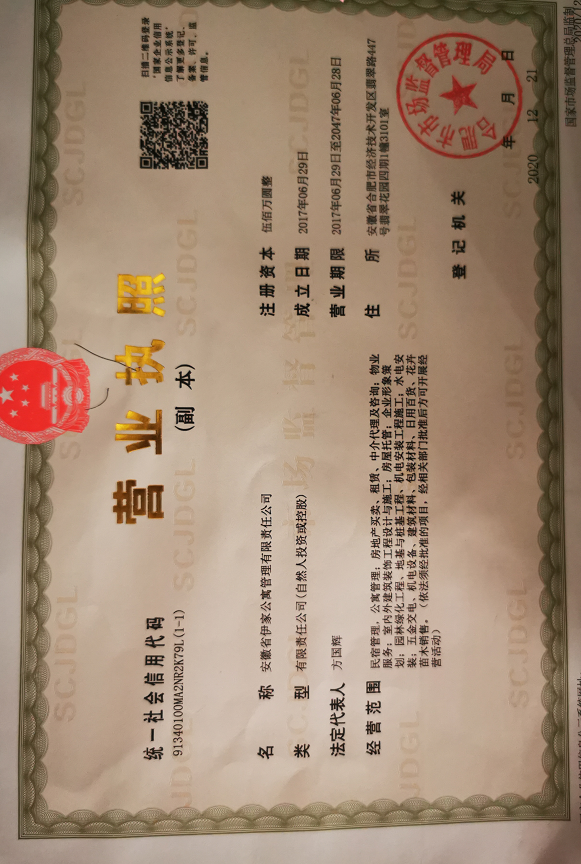 营业执照
(副 本)
统一社会信用代码
91340100MA2NR2K79L(1-1)
扫描二维码登录
国家企业信用
信息公示系统，
了解更多登记、
备案、许可、监
管信息。
名 称 安徽省伊家公寓管理有限责任公司
类 型 有限责任公司(自然人投资或控股)
法定代表人 方国辉
经营范围 民宿管理，公寓管理；房地产买卖、租赁、中介代理及咨询；物业
服务；室内外建筑装饰工程设计与施工；房屋托管；企业形象策
划；园林绿化工程、地基与桩基工程、机电安装工程施工；水电安
装；五金交电、机电设备、建筑材料、包装材料、日用百货、花卉
苗木销售。（依法须经批准的项目，经相关部门批准后方可开展经
营活动）
注册资本 伍佰万圆整
成立日期 2017年06月29日
营业期限 2017年06月29日至2047年06月28日
住 所 安徽省合肥市经济技术开发区翡翠路447
号翡翠花园四期1幢3101室
登记机关
合肥市市场监督管理局
年 月 日
2020 12 21
国家市场监督管理总局监制
SCJDGL
市场监督管理